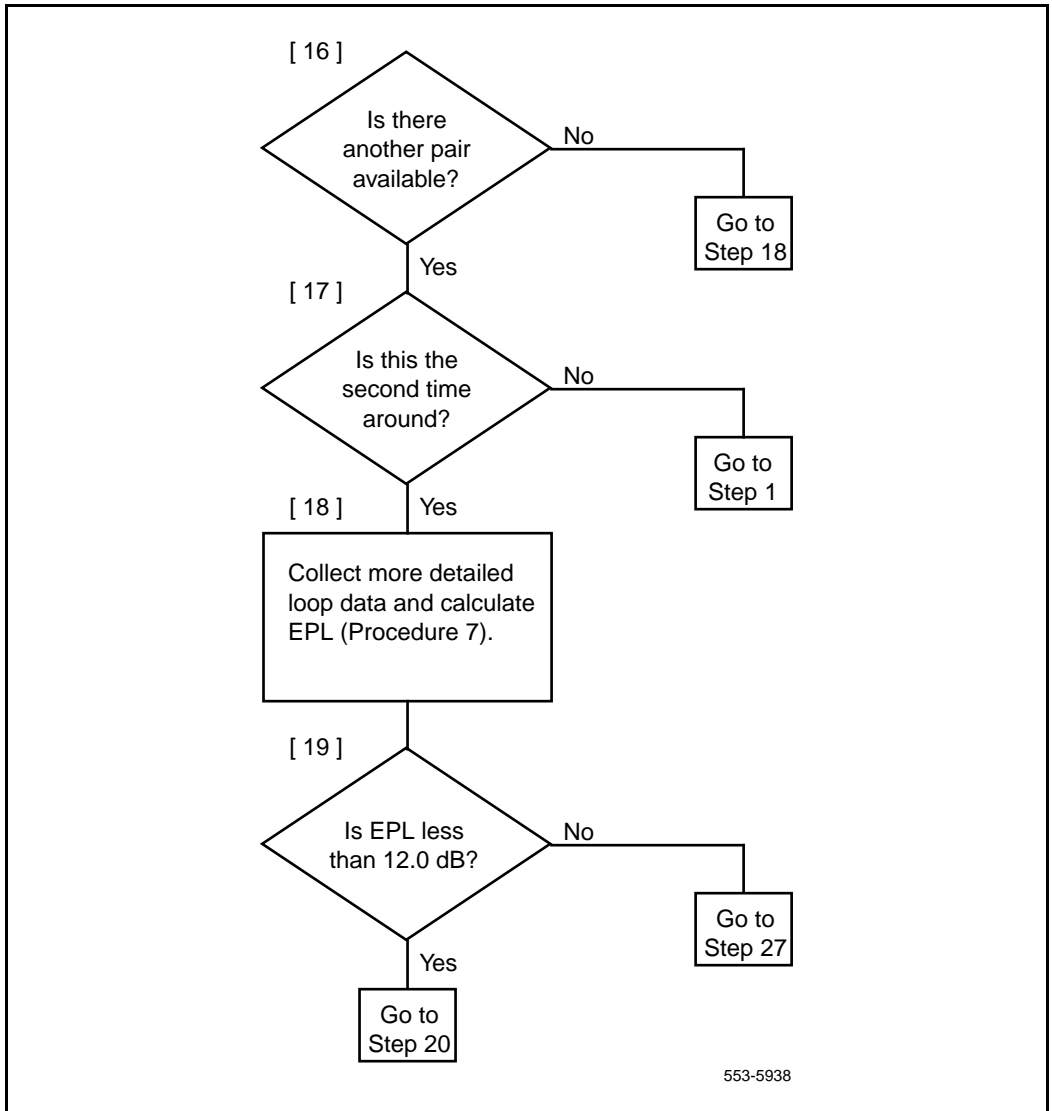 [ 16 ]
Is there
another pair
available?
No
Go to
Step 18
Yes
[ 17 ]
Is this the
second time
around?
No
Go to
Step 1
Yes
[ 18 ]
Collect more detailed
loop data and calculate
EPL (Procedure 7).
[ 19 ]
Is EPL less
than 12.0 dB?
No
Go to
Step 27
Yes
Go to
Step 20
553-5938